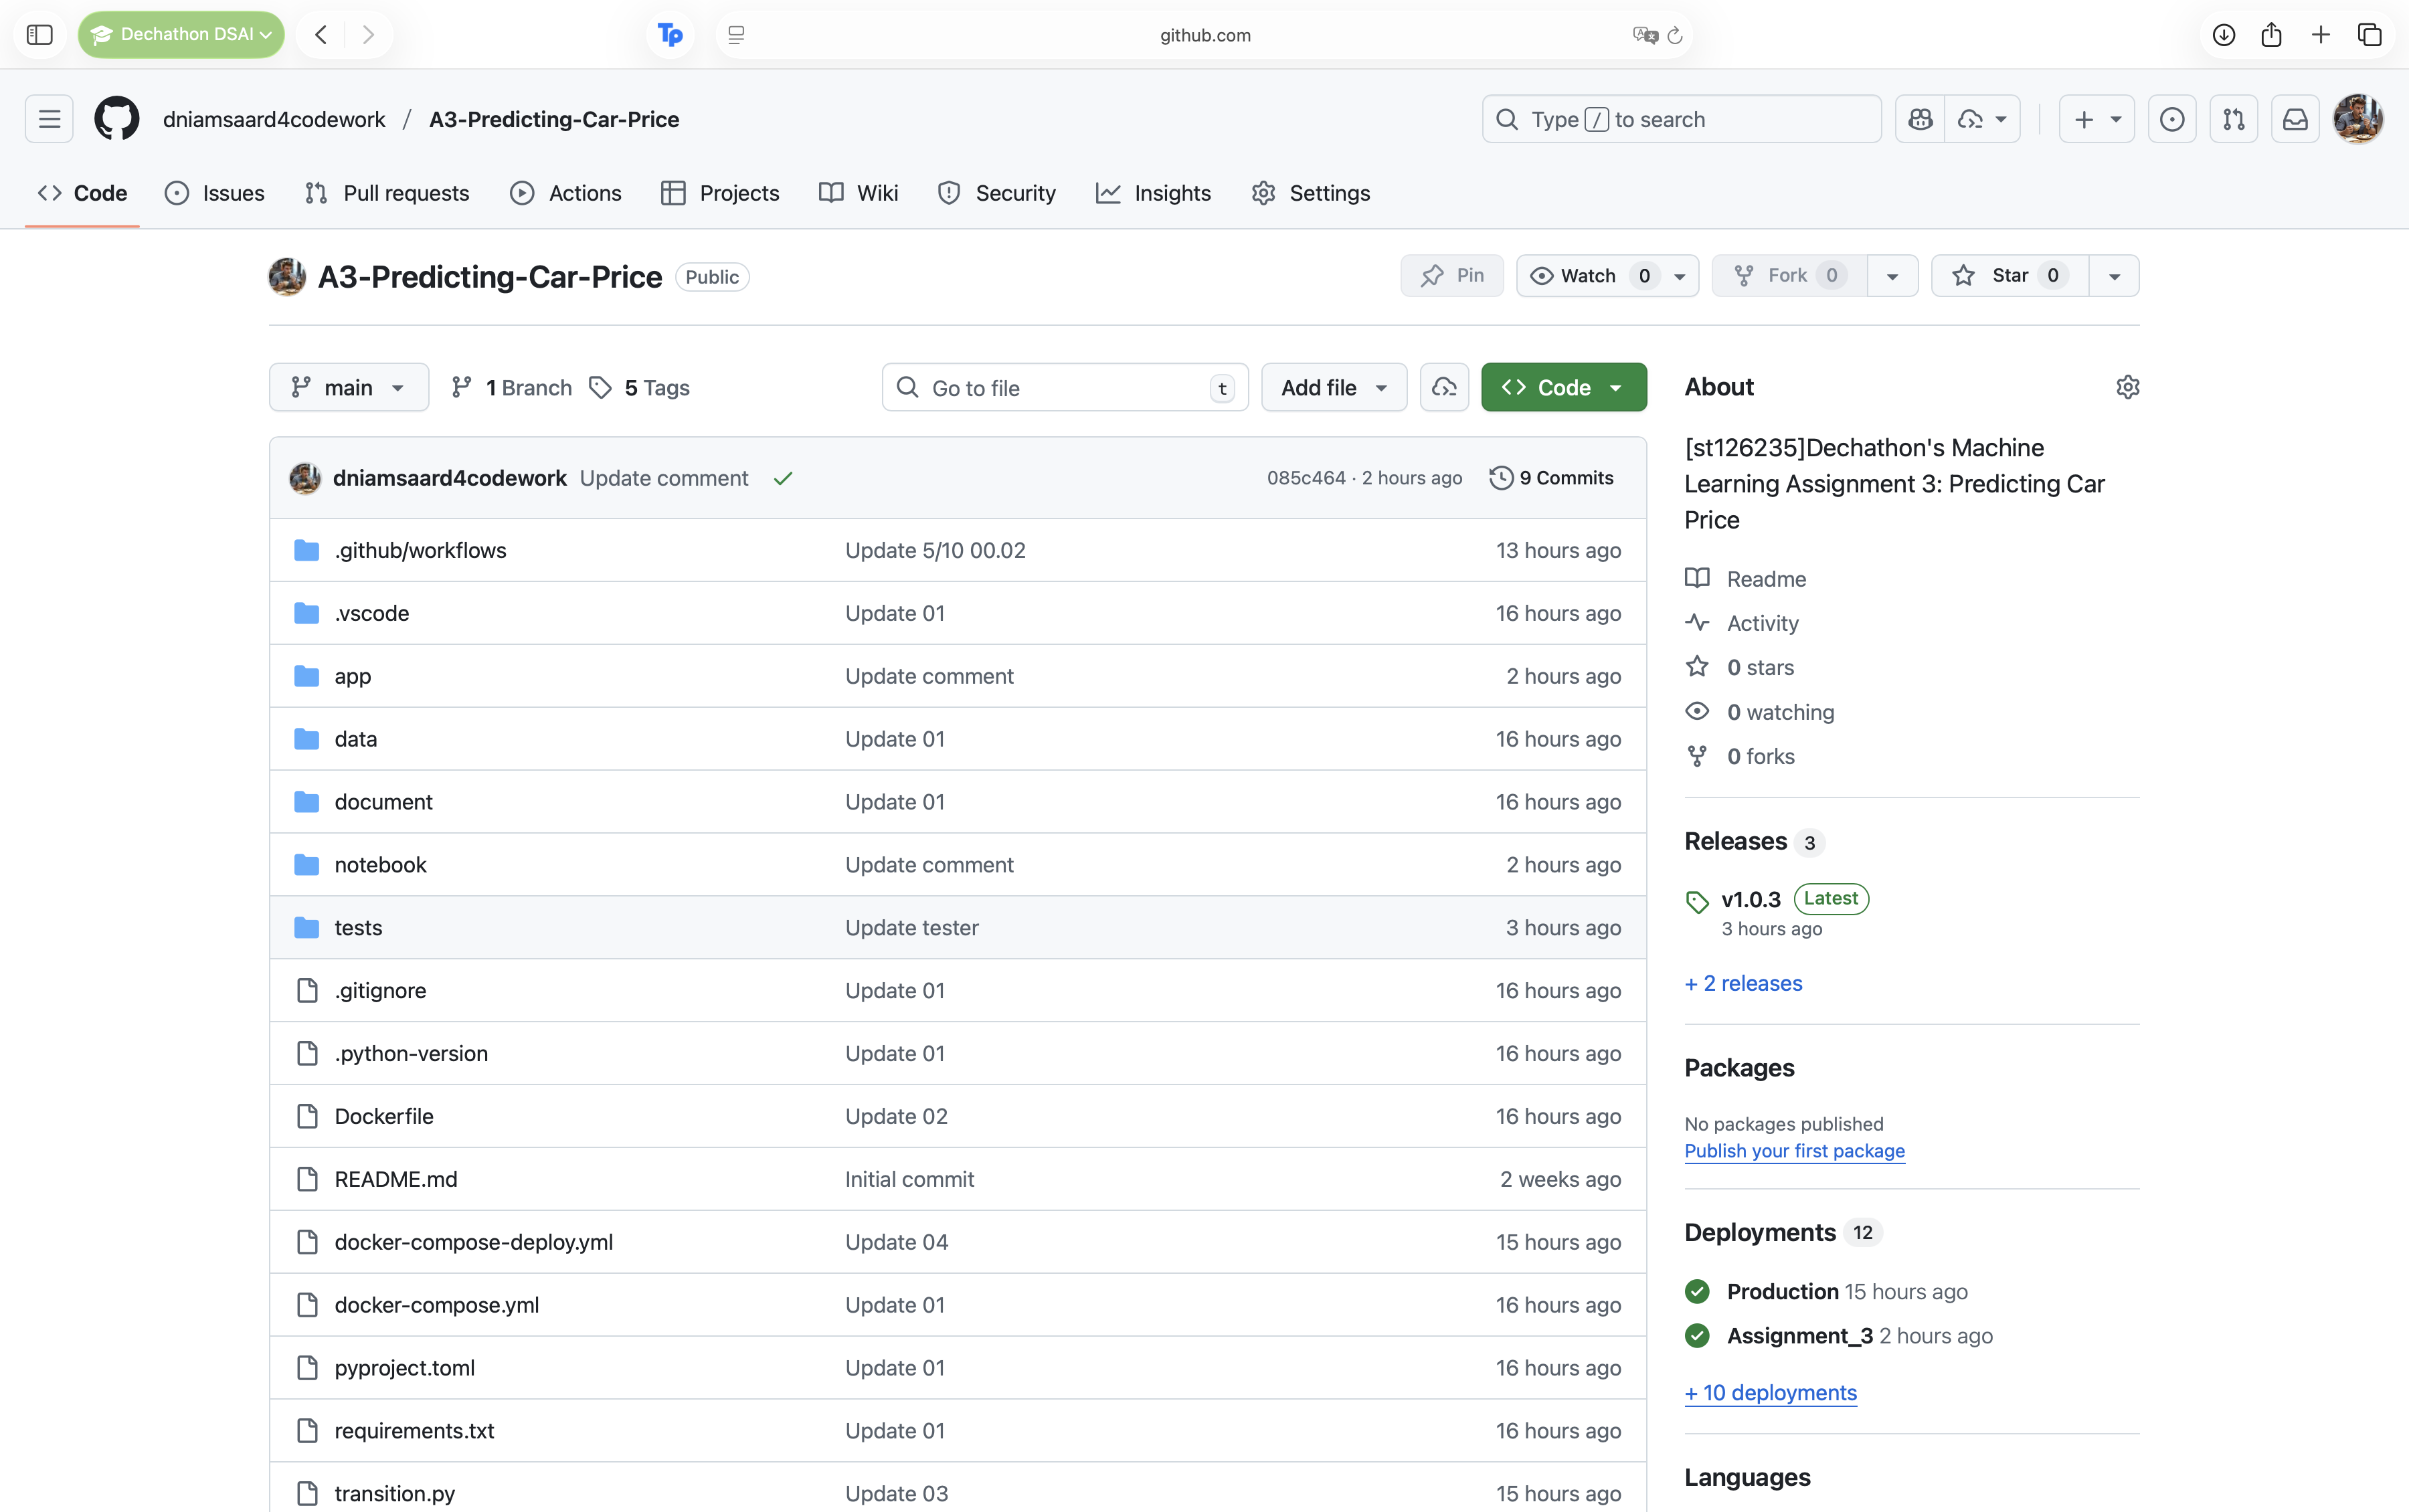 Dechathon DSAI
Tp
github.com
dniamsaard4codework / A3-Predicting-Car-Price
Type / to search
Code
Issues
Pull requests
Actions
Projects
Wiki
Security
Insights
Settings
A3-Predicting-Car-Price Public
Pin
Watch 0
Fork 0
Star 0
main
1 Branch
5 Tags
Go to file t
Add file
Code
dniamsaard4codework Update comment
085c464 · 2 hours ago
9 Commits
.github/workflows Update 5/10 00.02 13 hours ago
.vscode Update 01 16 hours ago
app Update comment 2 hours ago
data Update 01 16 hours ago
document Update 01 16 hours ago
notebook Update comment 2 hours ago
tests Update tester 3 hours ago
.gitignore Update 01 16 hours ago
.python-version Update 01 16 hours ago
Dockerfile Update 02 16 hours ago
README.md Initial commit 2 weeks ago
docker-compose-deploy.yml Update 04 15 hours ago
docker-compose.yml Update 01 16 hours ago
pyproject.toml Update 01 16 hours ago
requirements.txt Update 01 16 hours ago
transition.py Update 03 15 hours ago
About
[st126235]Dechathon's Machine
Learning Assignment 3: Predicting Car
Price
Readme
Activity
0 stars
0 watching
0 forks
Releases 3
v1.0.3 Latest
3 hours ago
+ 2 releases
Packages
No packages published
Publish your first package
Deployments 12
Production 15 hours ago
Assignment_3 2 hours ago
+ 10 deployments
Languages